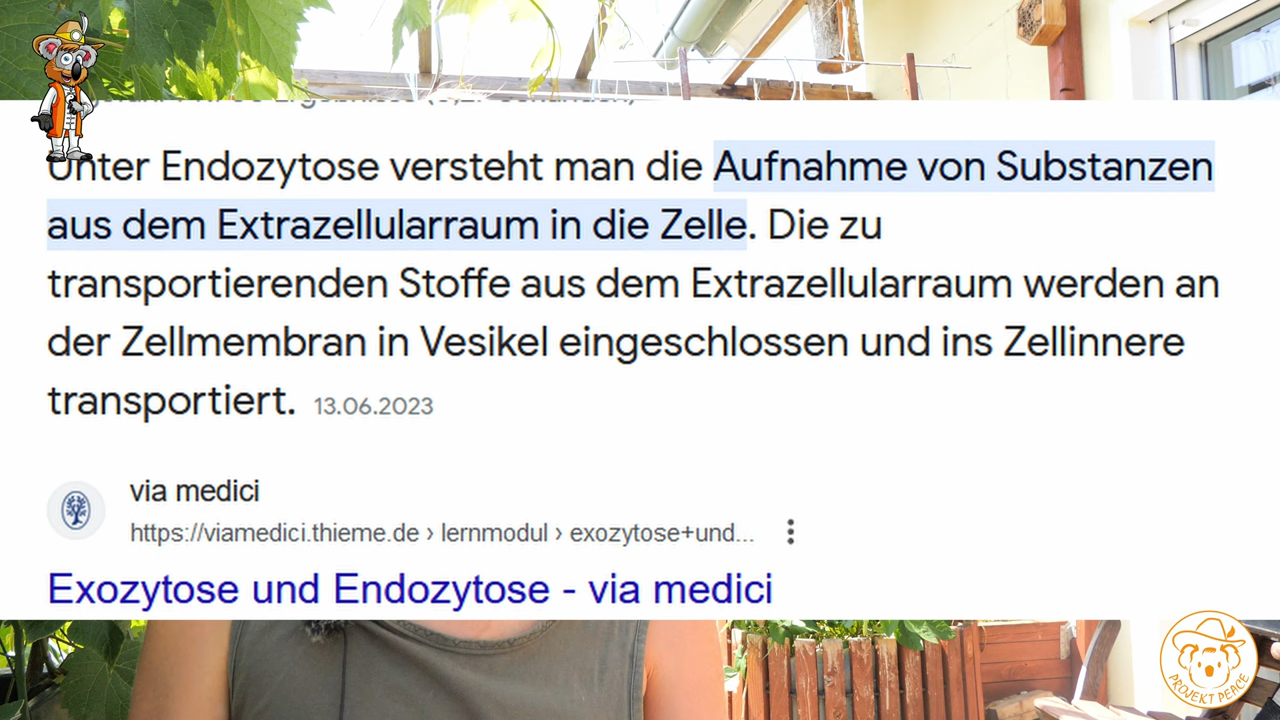 Unter Endozytose versteht man die Aufnahme von Substanzen
aus dem Extrazellularraum in die Zelle. Die zu
transportierenden Stoffe aus dem Extrazellularraum werden an
der Zellmembran in Vesikel eingeschlossen und ins Zellinnere
transportiert. 13.06.2023
via medici
https://viamedici.thieme.de › lernmodul › exozytose+und...
Exozytose und Endozytose - via medici
PROJEKT PEACE